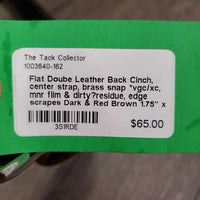 The Tack Collector
1003640-162
Flat Doube Leather Back Cinch,
center strap, brass snap *vgc/xc,
mnr film & dirty?residue, edge
scrapes Dark & Red Brown 1.75" x
$65.00
3S1RDE